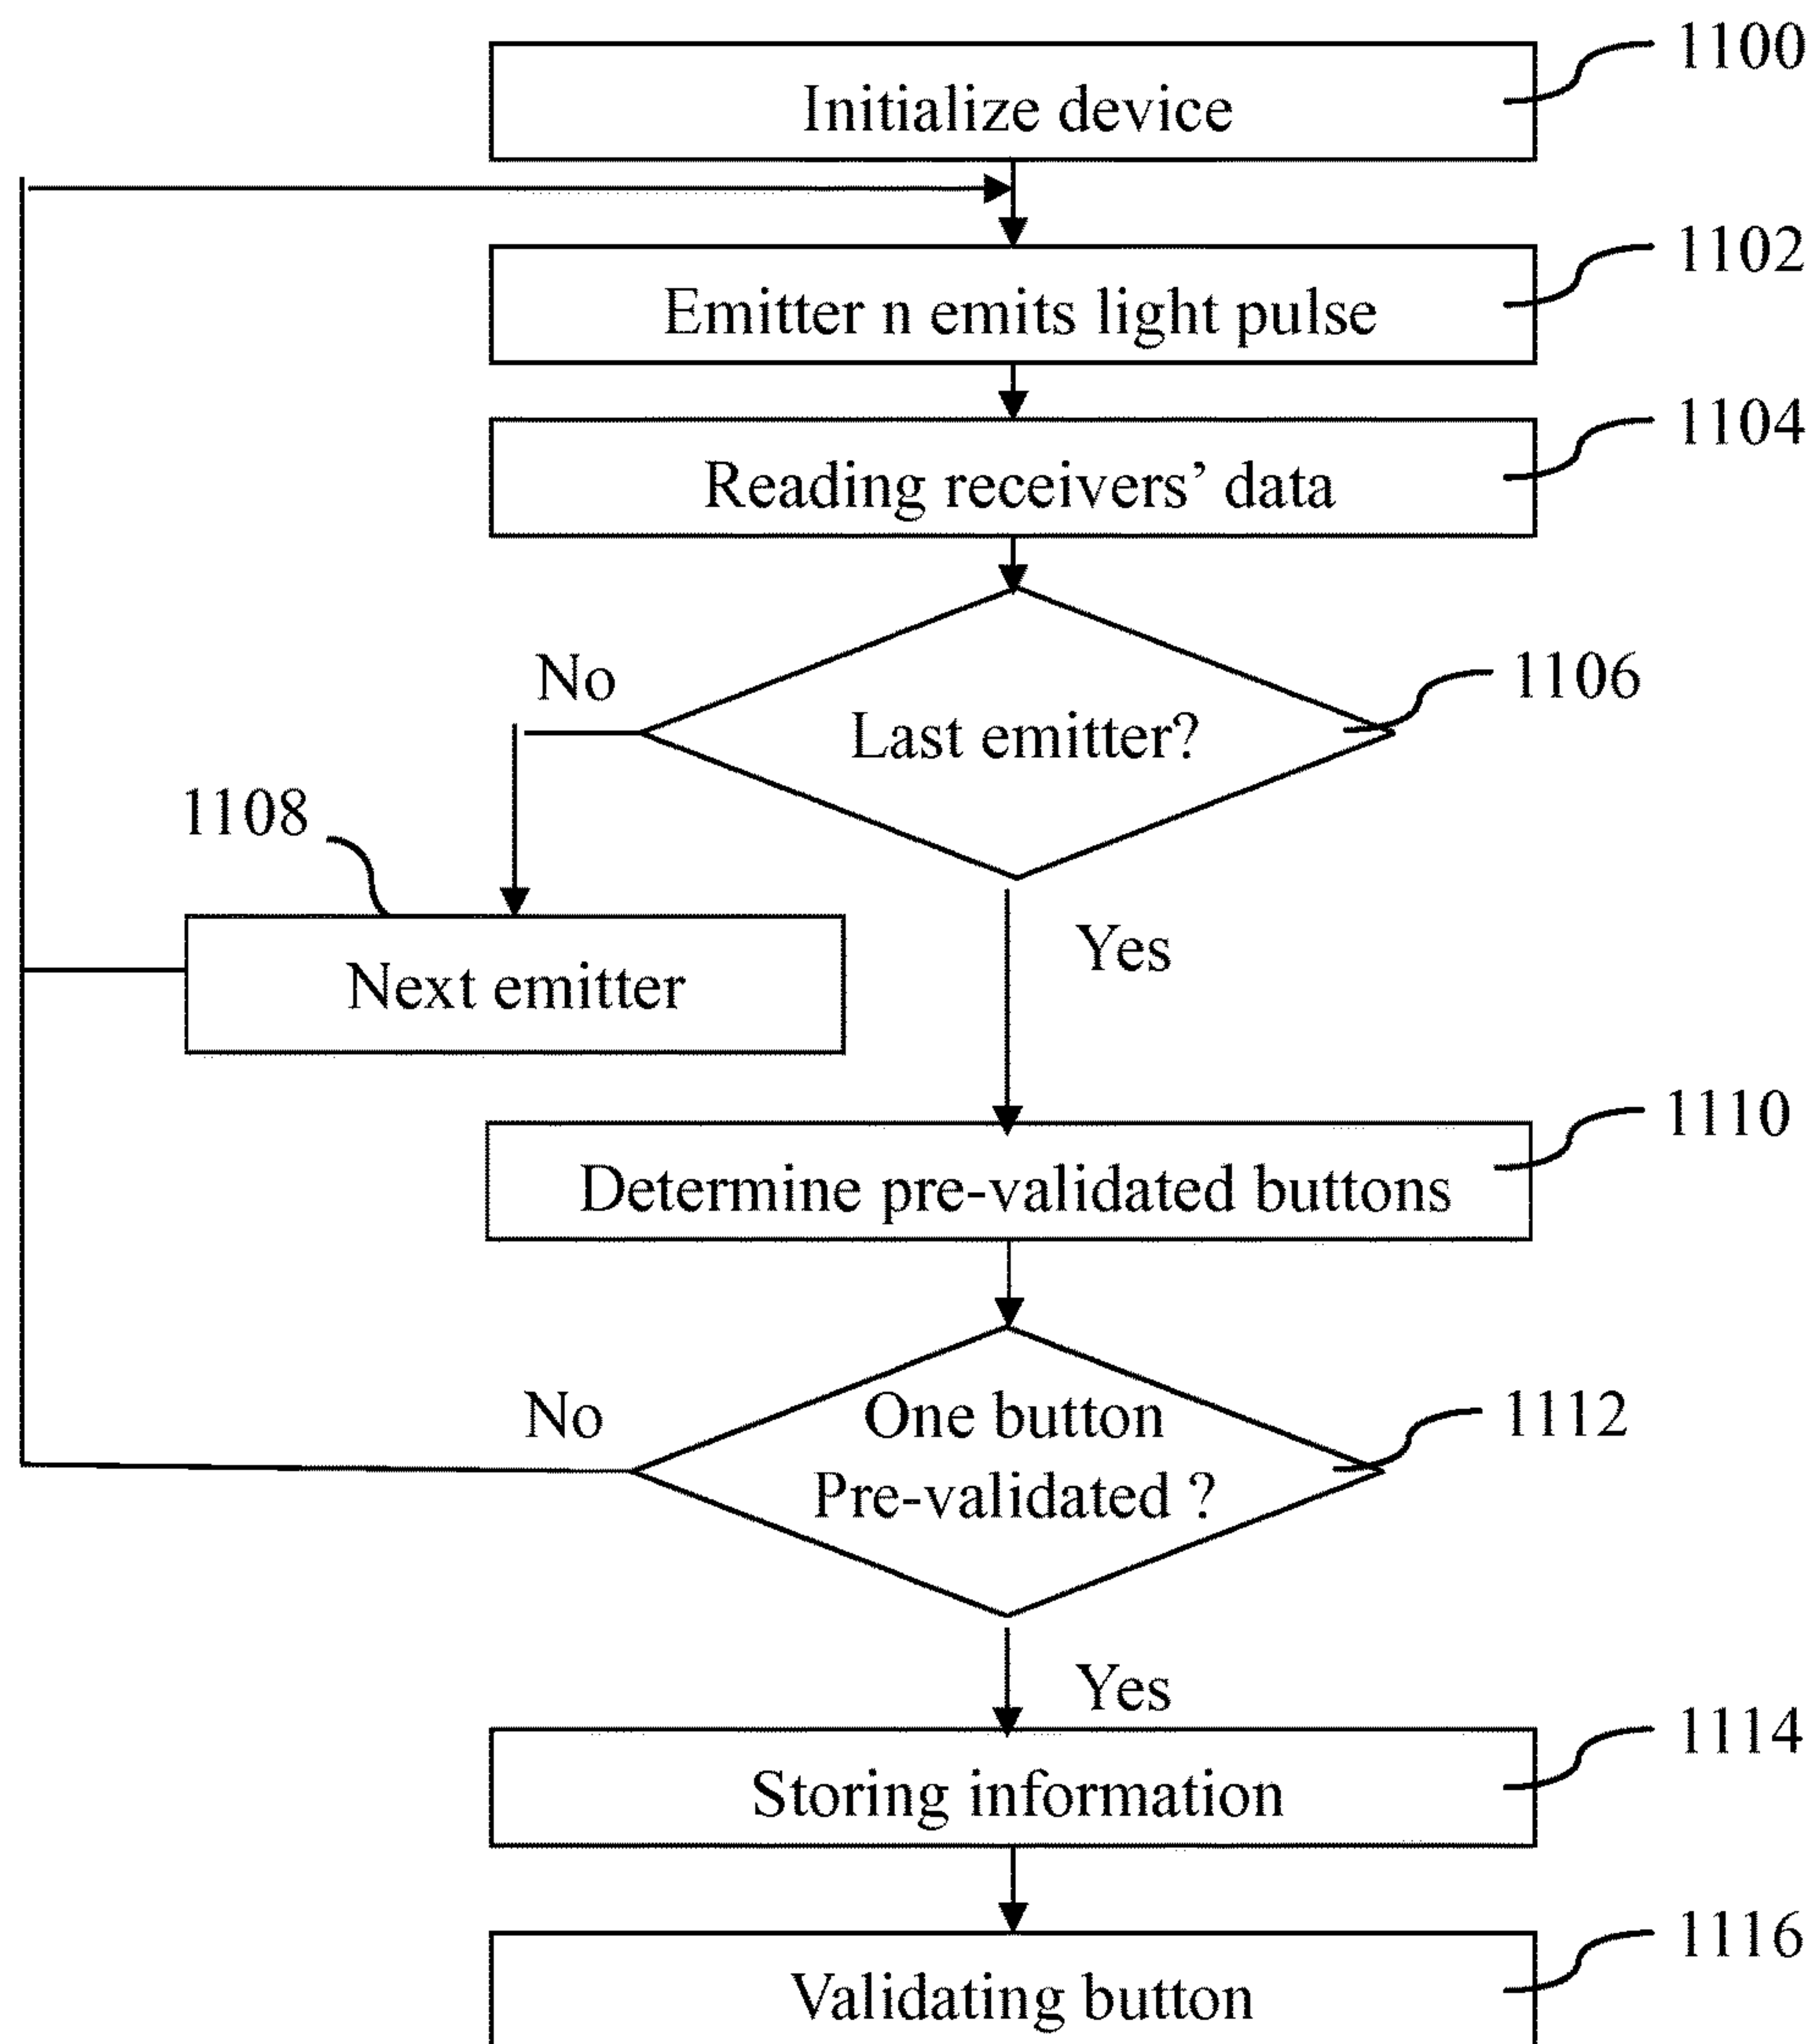 1100
Initialize device
1102
Emitter n emits light pulse
1104
Reading receivers’ data
No
1106
Last emitter?
1108
Yes
Next emitter
1110
Determine pre-validated buttons
No
One button
1112
Pre-validated ?
Yes
1114
Storing information
1116
Validating button